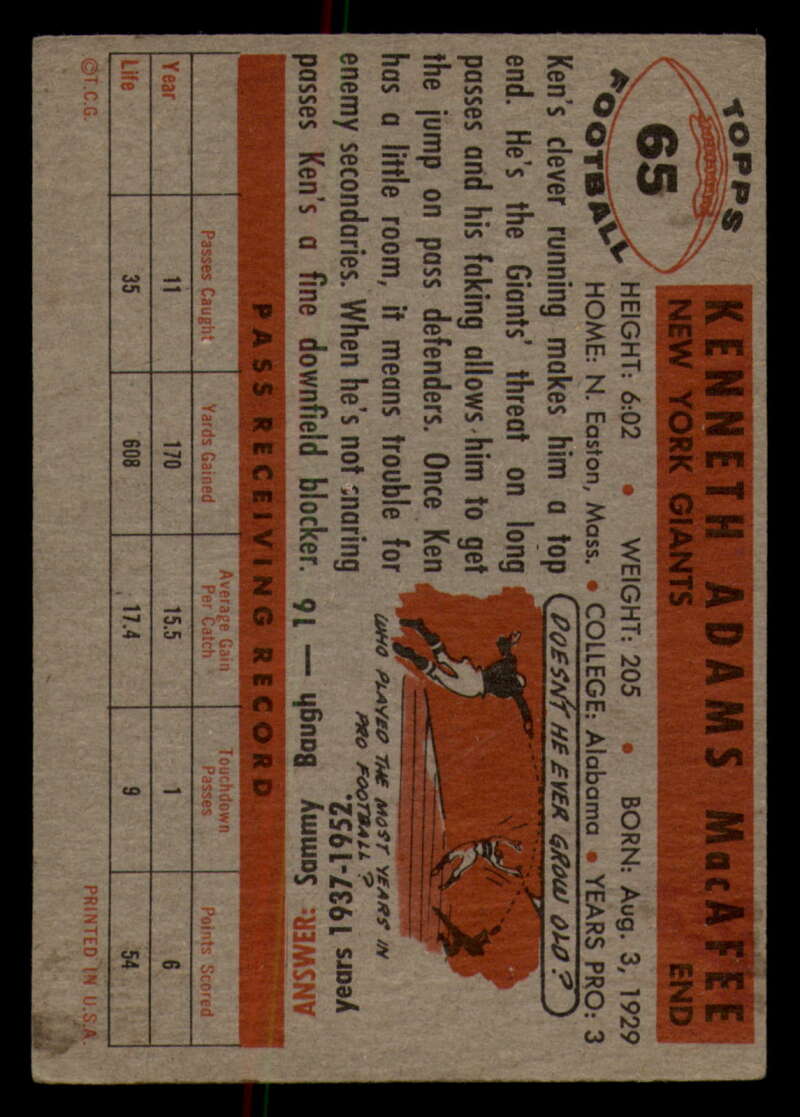 TOPPS
65
FOOTBALL
KENNETH ADAMS MacAFEE
NEW YORK GIANTS END
HEIGHT: 6:02 • WEIGHT: 205 • BORN: Aug. 3, 1929
HOME: N. Easton, Mass. • COLLEGE: Alabama • YEARS PRO: 3
Ken's clever running makes him a top
end. He's the Giants' threat on long
passes and his faking allows him to get
the jump on pass defenders. Once Ken
has a little room, it means trouble for
enemy secondaries. When he's not snaring
passes Ken's a fine downfield blocker.
DOESN'T HE EVER GROW OLD?
WHO PLAYED THE MOST YEARS IN
PRO FOOTBALL?
ANSWER: Sammy Baugh — 16
years 1937-1952.
PASS RECEIVING RECORD
Passes Caught Yards Gained Average Gain Per Catch Touchdown Passes Points Scored
Year 11 170 15.5 1 6
Life 35 608 17.4 9 54
©T.C.G. PRINTED IN U.S.A.